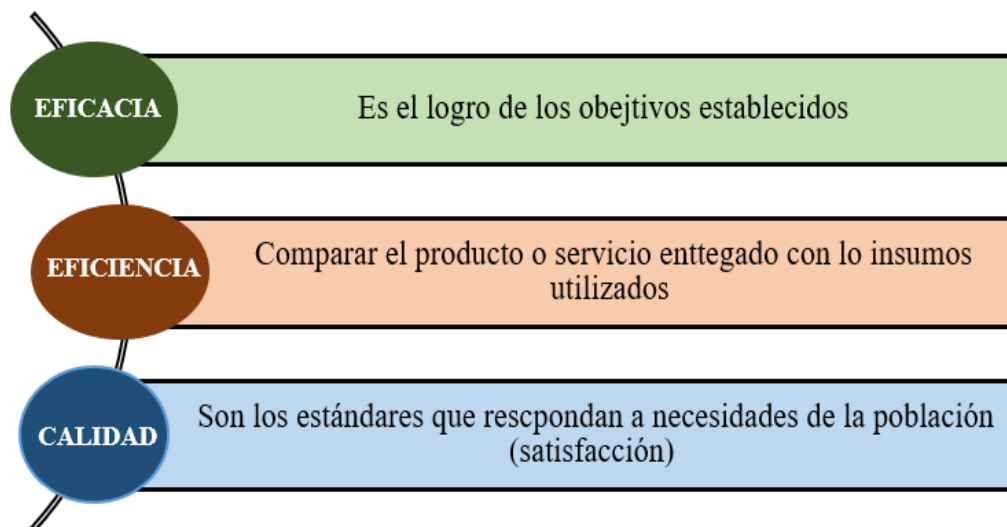 EFICACIA
Es el logro de los obejtivos establecidos
EFICIENCIA
Comparar el producto o servicio enttegado con lo insumos
utilizados
CALIDAD
Son los estándares que rescpondan a necesidades de la población
(satisfacción)